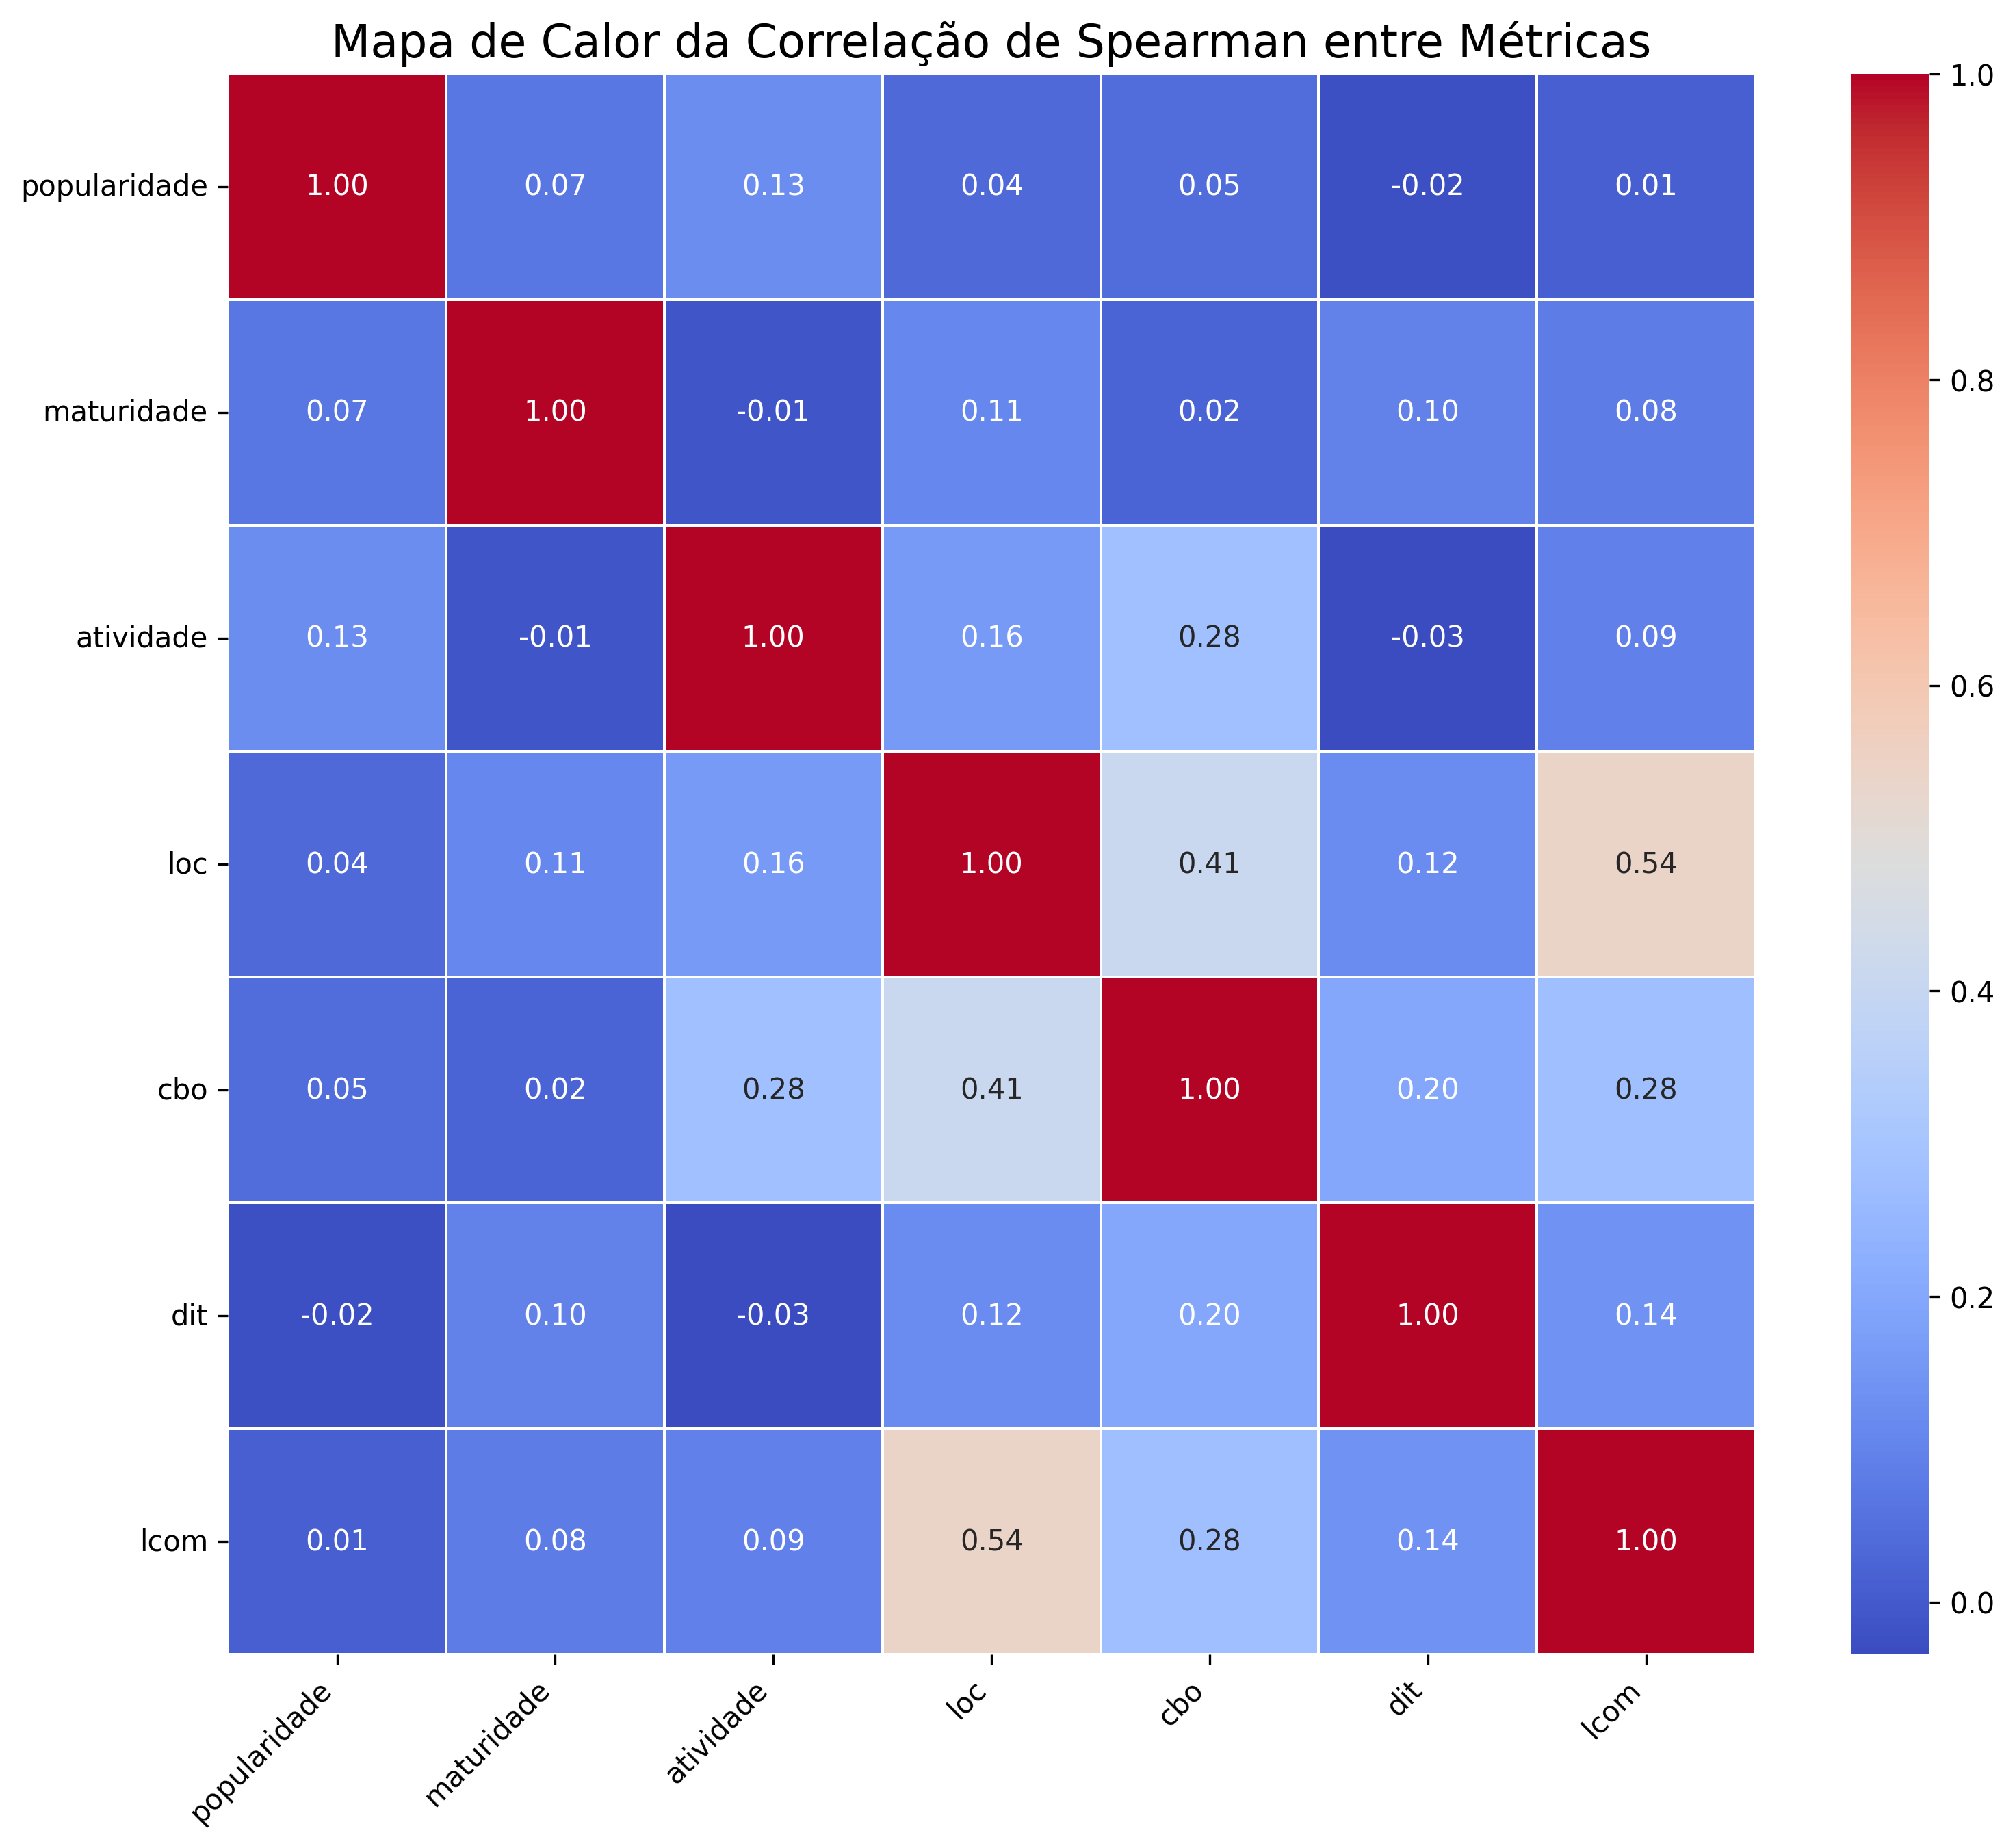 Mapa de Calor da Correlação de Spearman entre Métricas
popularidade 1.00 0.07 0.13 0.04 0.05 -0.02 0.01
maturidade 0.07 1.00 -0.01 0.11 0.02 0.10 0.08
atividade 0.13 -0.01 1.00 0.16 0.28 -0.03 0.09
loc 0.04 0.11 0.16 1.00 0.41 0.12 0.54
cbo 0.05 0.02 0.28 0.41 1.00 0.20 0.28
dit -0.02 0.10 -0.03 0.12 0.20 1.00 0.14
lcom 0.01 0.08 0.09 0.54 0.28 0.14 1.00
popularidade maturidade atividade loc cbo dit lcom
1.0
0.8
0.6
0.4
0.2
0.0